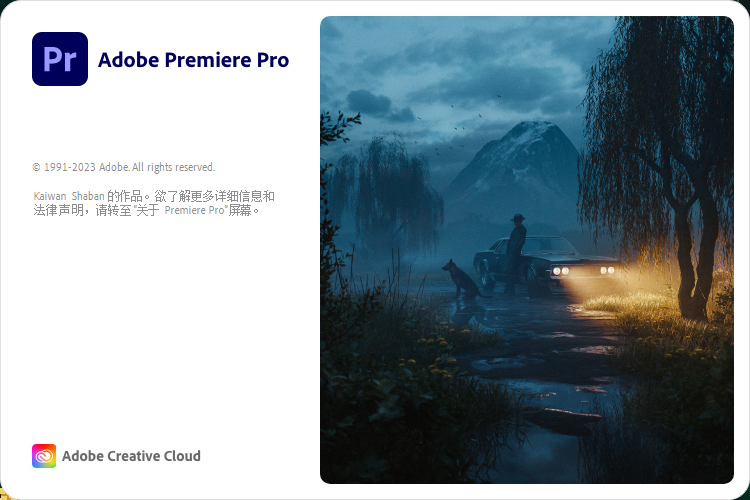 Pr Adobe Premiere Pro
© 1991-2023 Adobe. All rights reserved.
Kaiwan Shaban 的作品。欲了解更多详细信息和
法律声明，请转至 "关于 Premiere Pro"屏幕。
Adobe Creative Cloud